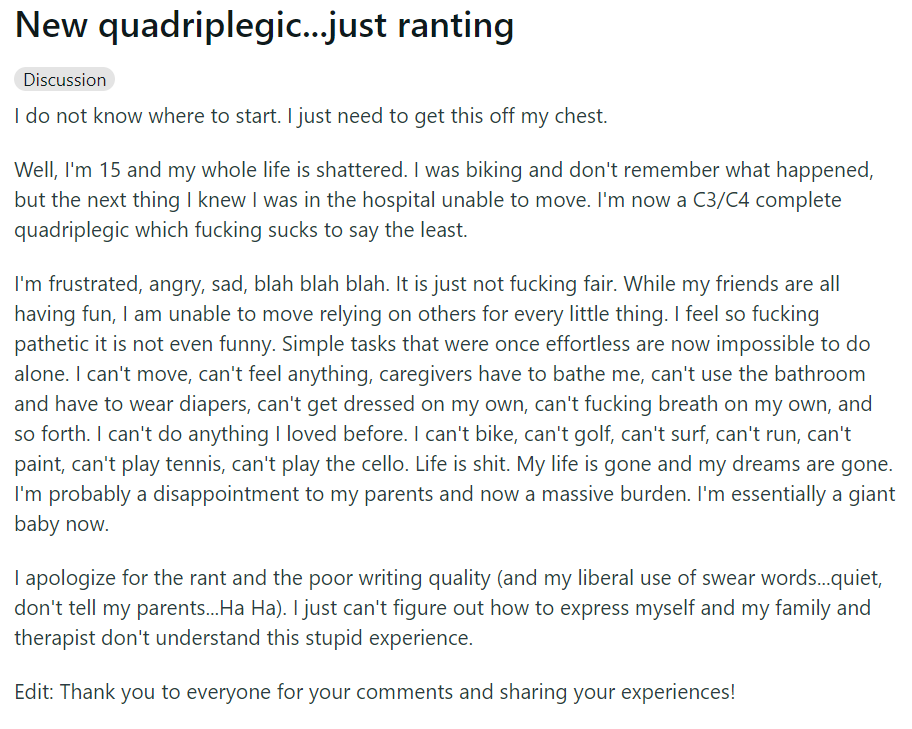 New quadriplegic...just ranting
Discussion
I do not know where to start. I just need to get this off my chest.
Well, I'm 15 and my whole life is shattered. I was biking and don't remember what happened,
but the next thing I knew I was in the hospital unable to move. I'm now a C3/C4 complete
quadriplegic which fucking sucks to say the least.
I'm frustrated, angry, sad, blah blah blah. It is just not fucking fair. While my friends are all
having fun, I am unable to move relying on others for every little thing. I feel so fucking
pathetic it is not even funny. Simple tasks that were once effortless are now impossible to do
alone. I can't move, can't feel anything, caregivers have to bathe me, can't use the bathroom
and have to wear diapers, can't get dressed on my own, can't fucking breath on my own, and
so forth. I can't do anything I loved before. I can't bike, can't golf, can't surf, can't run, can't
paint, can't play tennis, can't play the cello. Life is shit. My life is gone and my dreams are gone.
I'm probably a disappointment to my parents and now a massive burden. I'm essentially a giant
baby now.
I apologize for the rant and the poor writing quality (and my liberal use of swear words...quiet,
don't tell my parents...Ha Ha). I just can't figure out how to express myself and my family and
therapist don't understand this stupid experience.
Edit: Thank you to everyone for your comments and sharing your experiences!